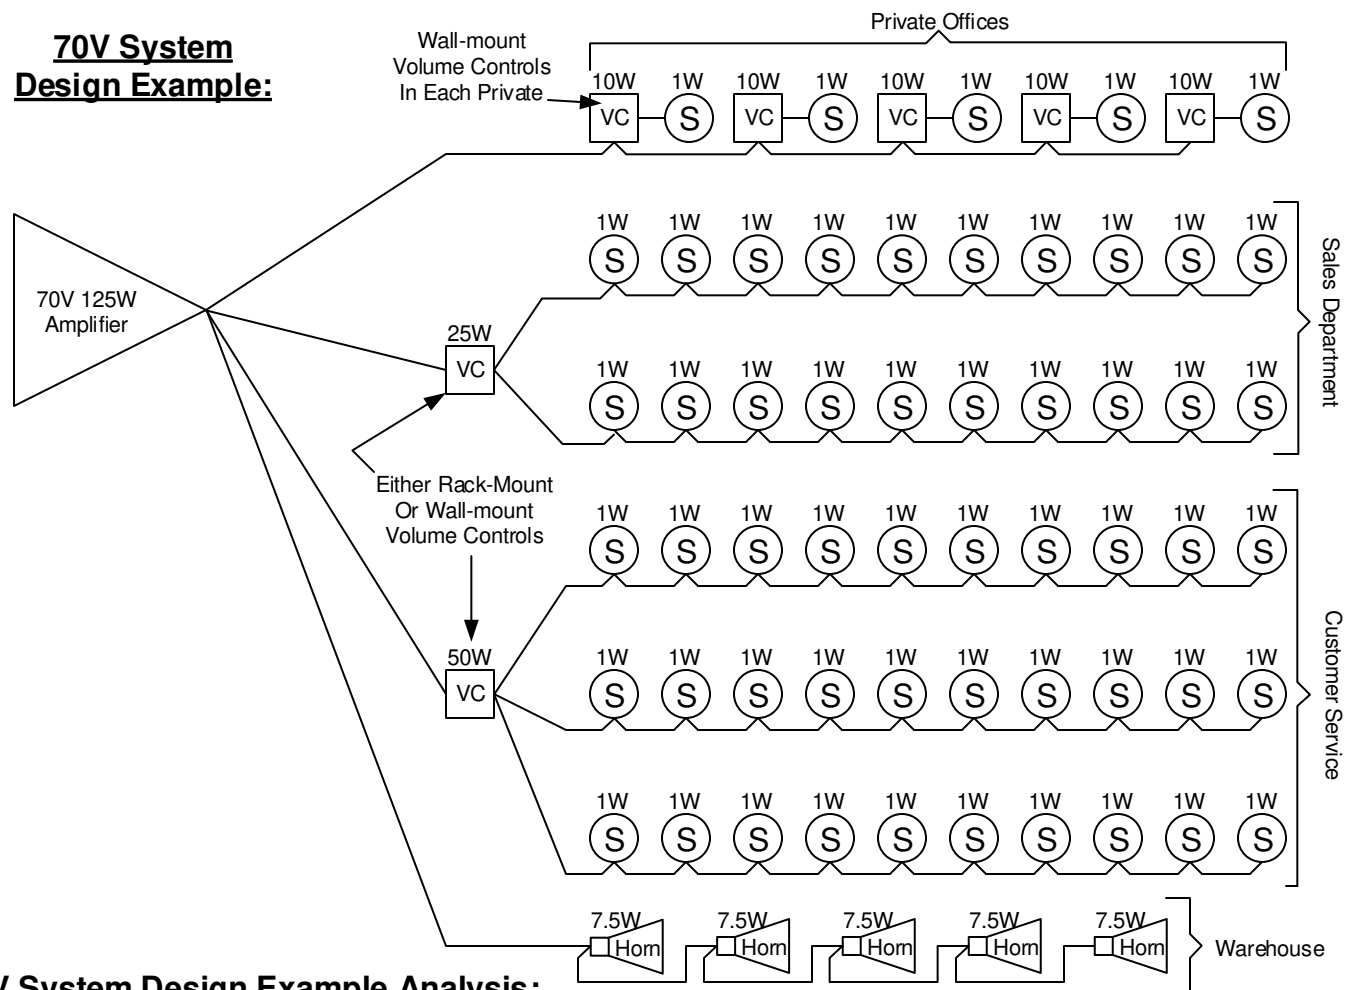 70V System
Design Example:
Wall-mount
Volume Controls
In Each Private
Private Offices
10W 1W 10W 1W 10W 1W 10W 1W 10W 1W
VC S VC S VC S VC S VC S
70V 125W
Amplifier
1W 1W 1W 1W 1W 1W 1W 1W 1W 1W
S S S S S S S S S S
25W
VC
1W 1W 1W 1W 1W 1W 1W 1W 1W 1W
S S S S S S S S S S
Sales Department
Either Rack-Mount
Or Wall-mount
Volume Controls
1W 1W 1W 1W 1W 1W 1W 1W 1W 1W
S S S S S S S S S S
50W
VC
1W 1W 1W 1W 1W 1W 1W 1W 1W 1W
S S S S S S S S S S
1W 1W 1W 1W 1W 1W 1W 1W 1W 1W
S S S S S S S S S S
Customer Service
7.5W 7.5W 7.5W 7.5W 7.5W
Horn Horn Horn Horn Horn
Warehouse
V System Design Example Analysis: